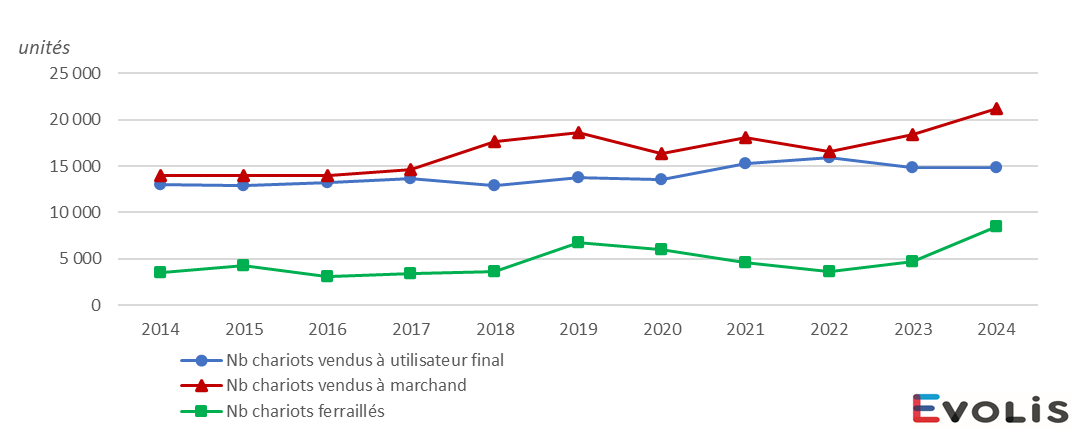 unités
25 000
20 000
15 000
10 000
5 000
0
2014 2015 2016 2017 2018 2019 2020 2021 2022 2023 2024
Nb chariots vendus à utilisateur final
Nb chariots vendus à marchand
Nb chariots ferraillés
Evolis